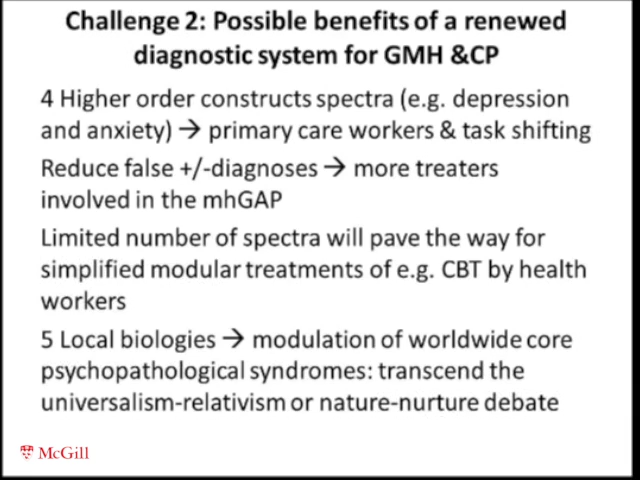 Challenge 2: Possible benefits of a renewed
diagnostic system for GMH &CP
4 Higher order constructs spectra (e.g. depression
and anxiety) → primary care workers & task shifting
Reduce false +/-diagnoses → more treaters
involved in the mhGAP
Limited number of spectra will pave the way for
simplified modular treatments of e.g. CBT by health
workers
5 Local biologies → modulation of worldwide core
psychopathological syndromes: transcend the
universalism-relativism or nature-nurture debate
McGill